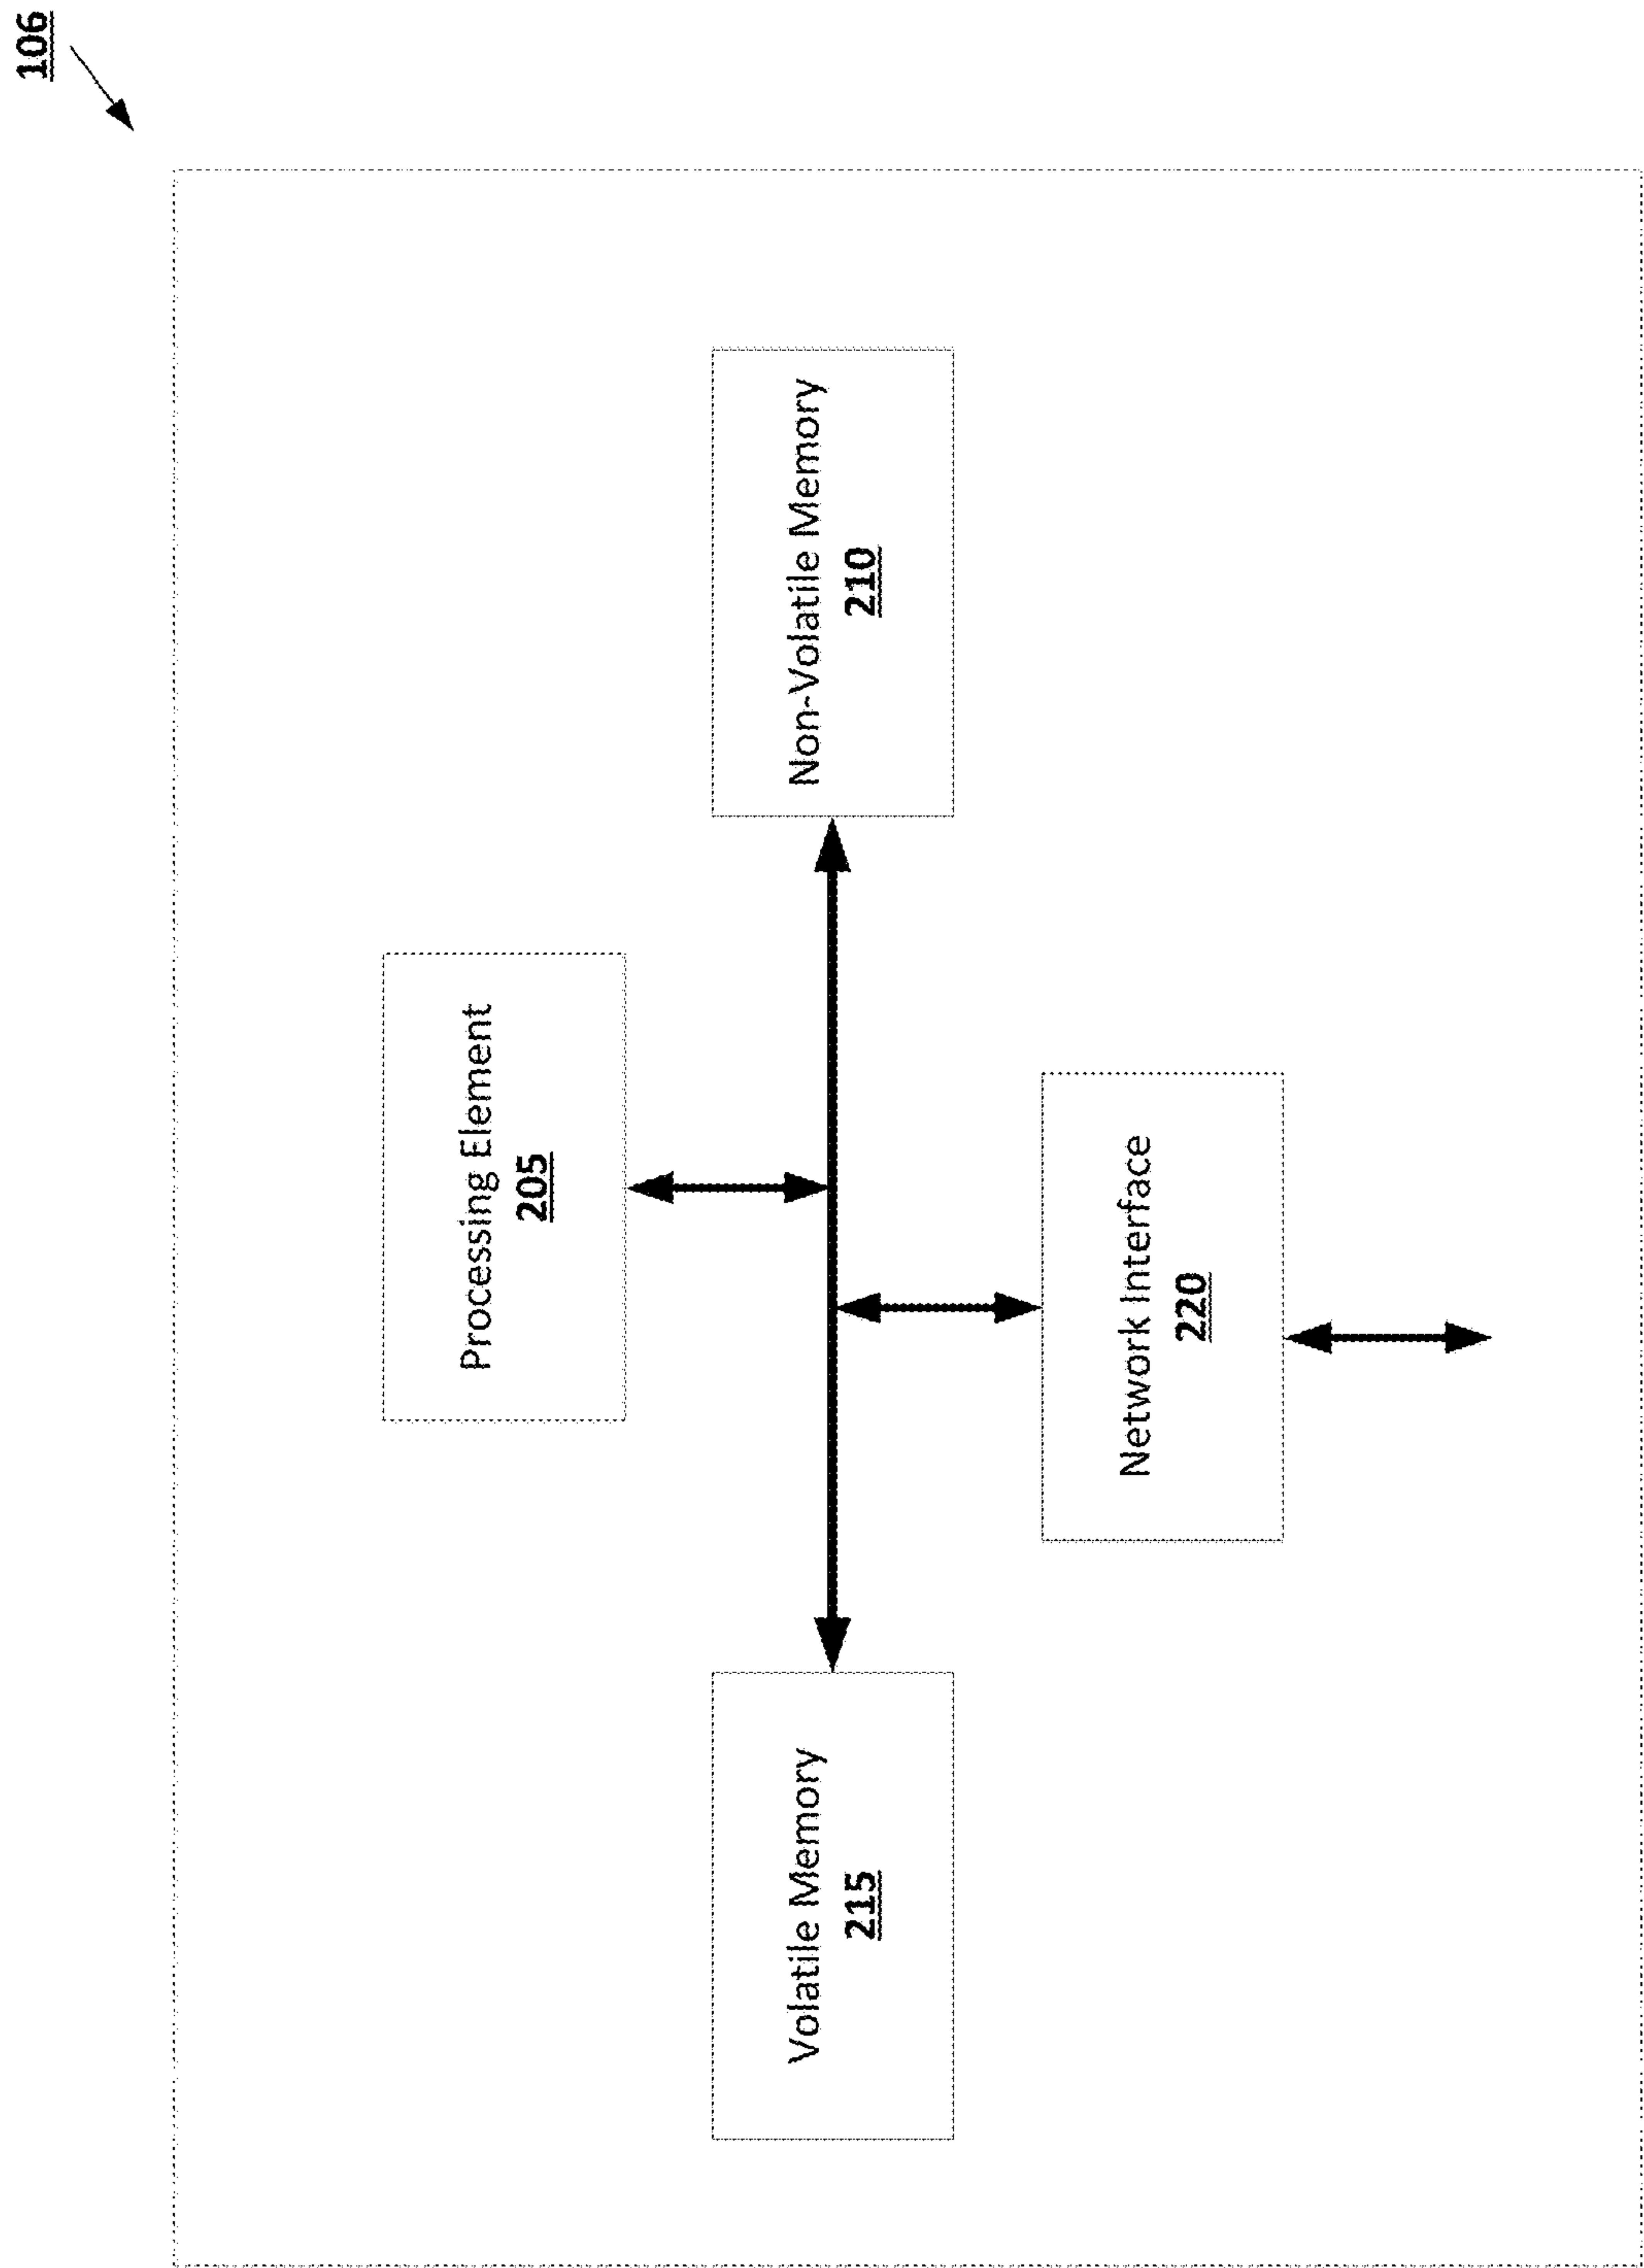 106
Processing Element
205
Volatile Memory
215
Non-Volatile Memory
210
Network Interface
220